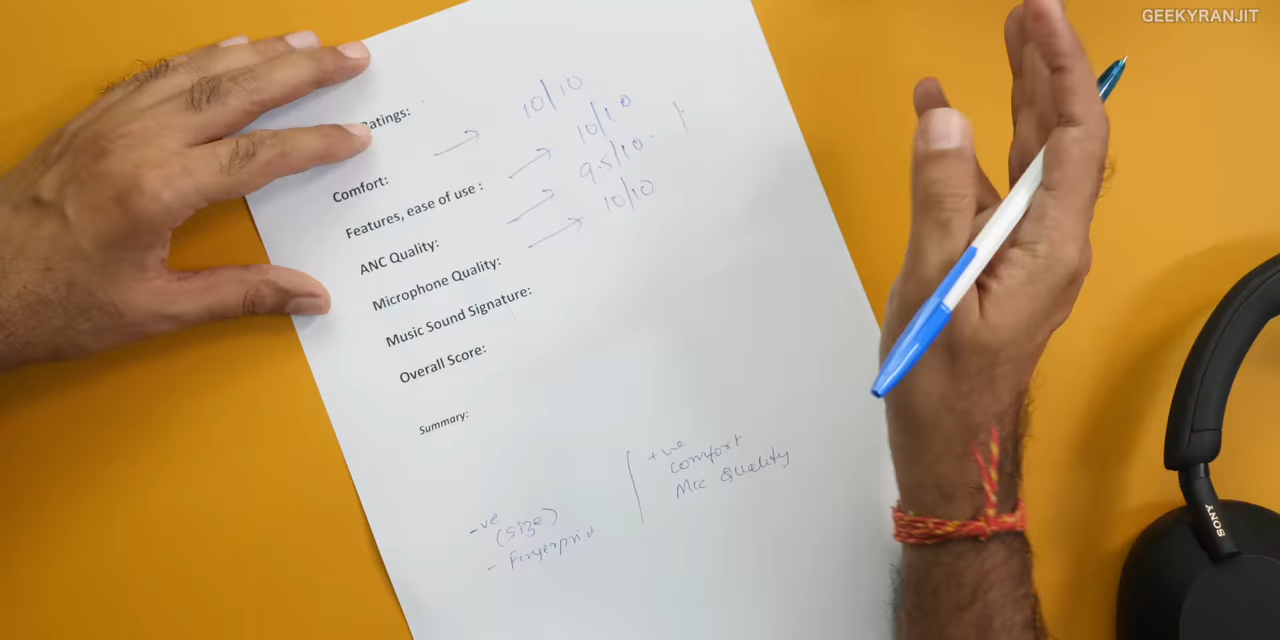 GEEKYRANJIT
Ratings:
Comfort: → 10/10
Features, ease of use : → 10/10
ANC Quality: → 9.5/10
Microphone Quality: → 10/10
Music Sound Signature:
Overall Score:
Summary:
+ve
Comfort
Mic Quality
-ve
(size)
- Fingerprint
SONY